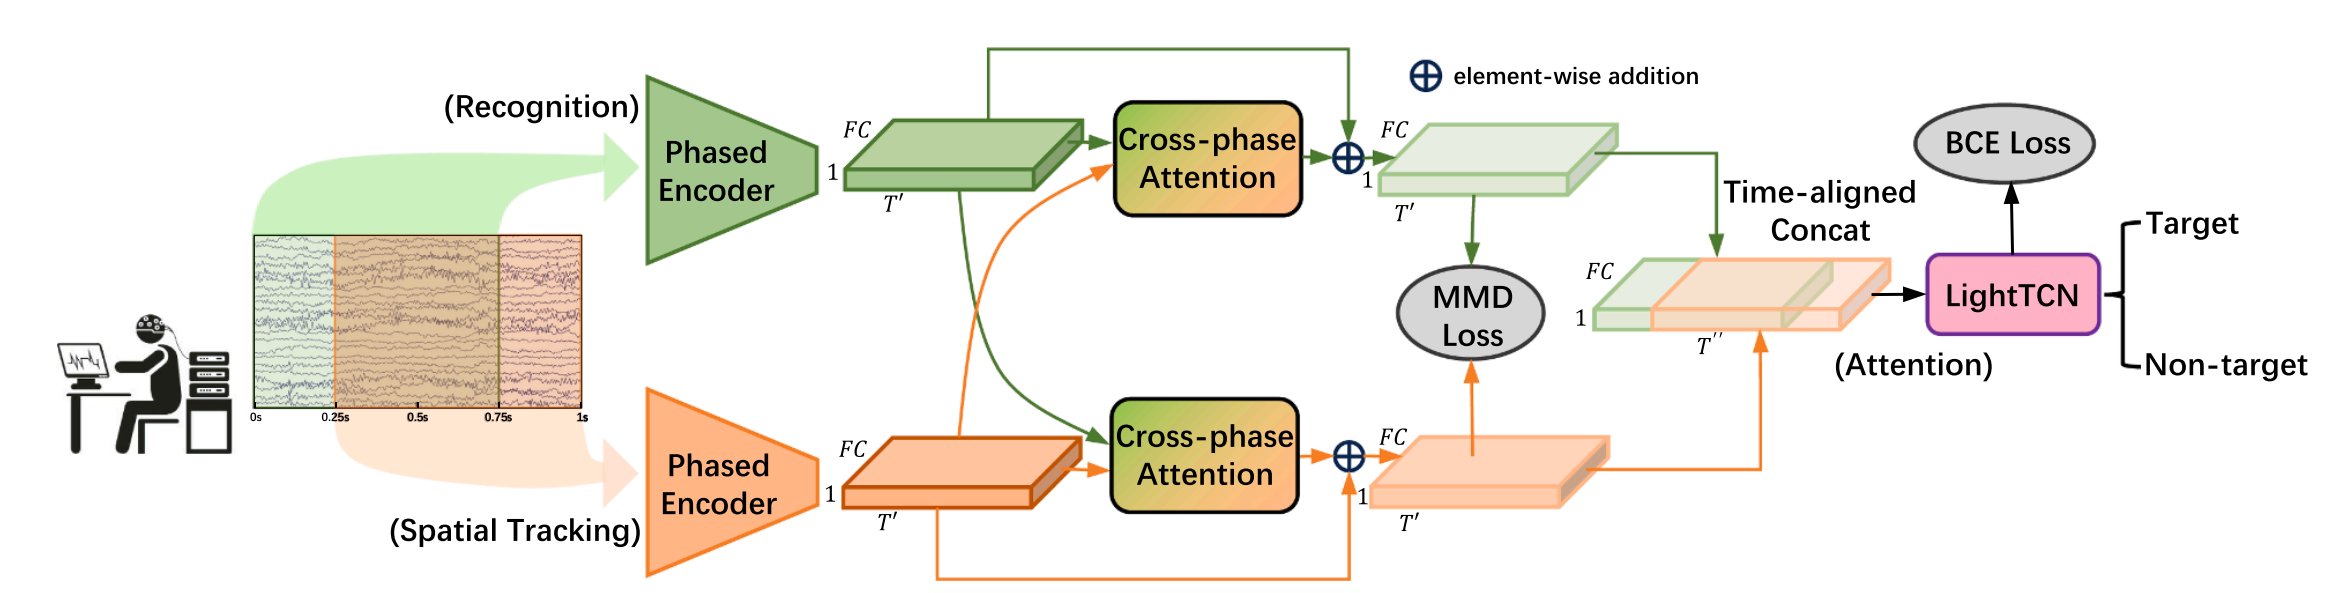 (Recognition)
Phased
Encoder
FC
1
T′
Cross-phase
Attention
element-wise addition
FC
1
T′
Time-aligned
Concat
FC
1
T′′
BCE Loss
LightTCN
(Attention)
Target
Non-target
MMD
Loss
0s
0.25s
0.5s
0.75s
1s
(Spatial Tracking)
Phased
Encoder
FC
1
T′
Cross-phase
Attention
FC
1
T′